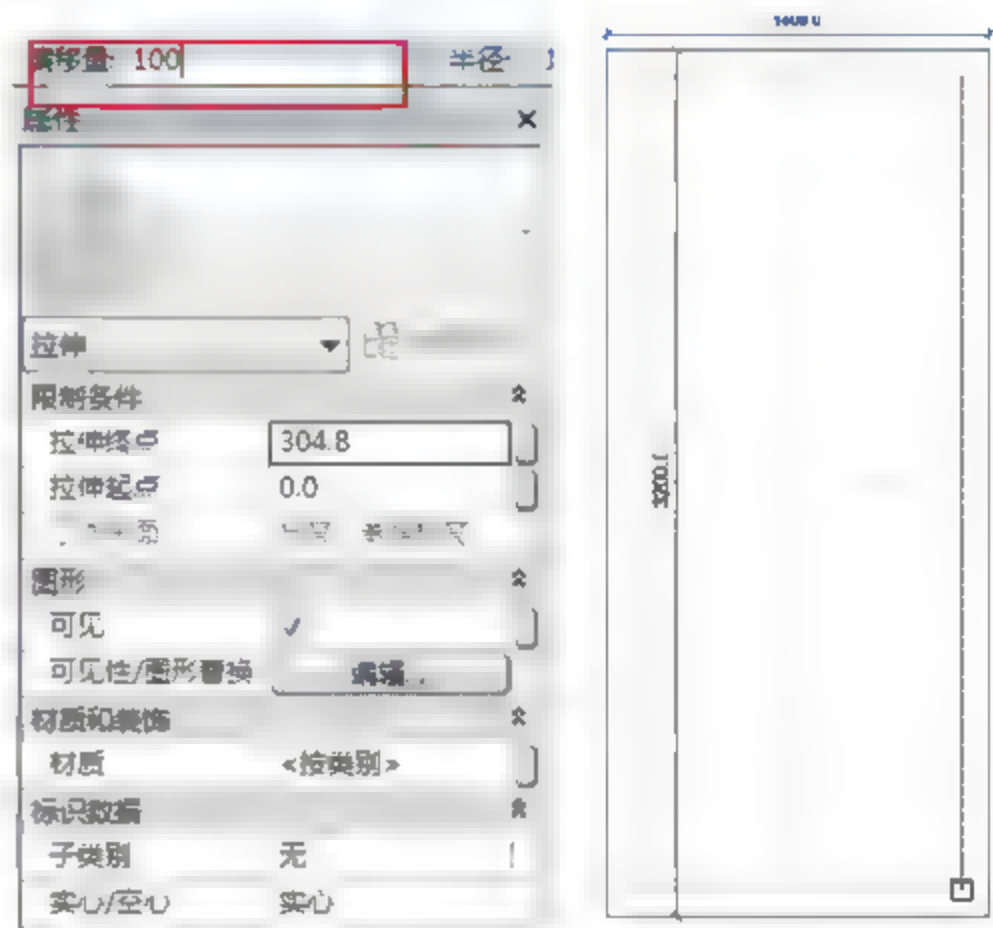 偏移量: 100
半径
属性
拉伸
限制条件
拉伸终点 304.8
拉伸起点 0.0
图形
可见
可见性/图形替换 编辑...
材质和装饰
材质 <按类别>
标识数据
子类别 无
实心/空心 实心
3200.0